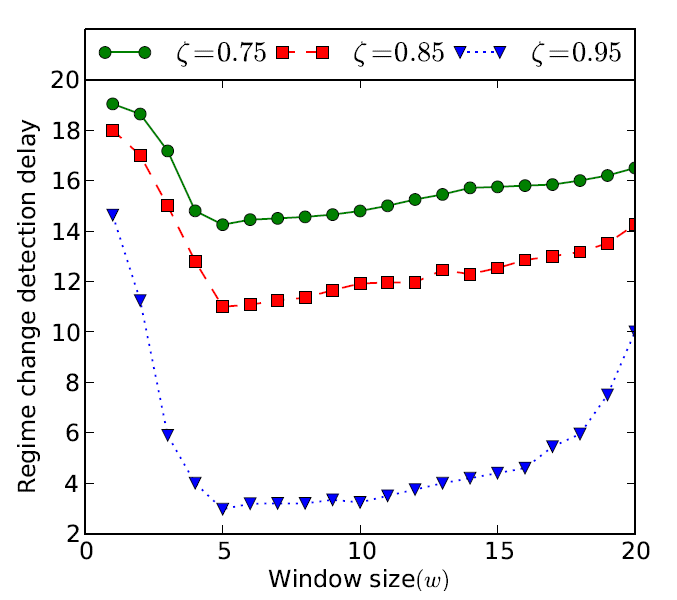 ζ=0.75 ζ=0.85 ζ=0.95
20
18
16
14
12
10
8
6
4
2
Regime change detection delay
0 5 10 15 20
Window size(w)